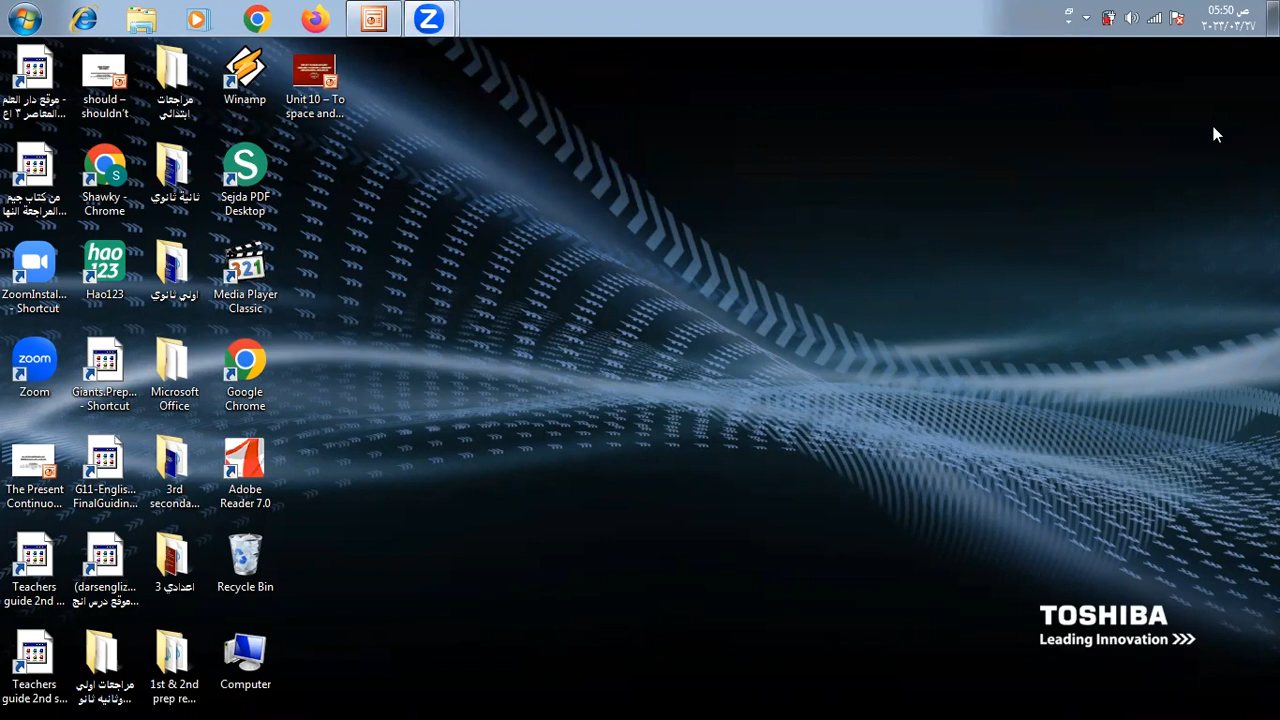 05:50 ص
٢٠٢٣/٠٣/٢٧
موقع دار العلم -
...المعاصر ٣ اع
should –
shouldn't
مراجعات
ابتدائي
Winamp
Unit 10 – To
space and...
من كتاب جيم
...المراجعة النها
Shawky -
Chrome
ثانية ثانوي
Sejda PDF
Desktop
ZoomInstal...
- Shortcut
hao
123
Hao123
اولي ثانوي
321
Media Player
Classic
zoom
Zoom
Giants.Prep...
- Shortcut
Microsoft
Office
Google
Chrome
The Present
Continuo...
G11-Englis...
FinalGuidin...
3rd
seconda...
Adobe
Reader 7.0
Teachers
guide 2nd ...
(darsengliz...
...موقع درس انج
اعدادي 3
Recycle Bin
Teachers
guide 2nd s...
مراجعات اولي
...وثانيه ثانو
1st & 2nd
prep re...
Computer
TOSHIBA
Leading Innovation >>>